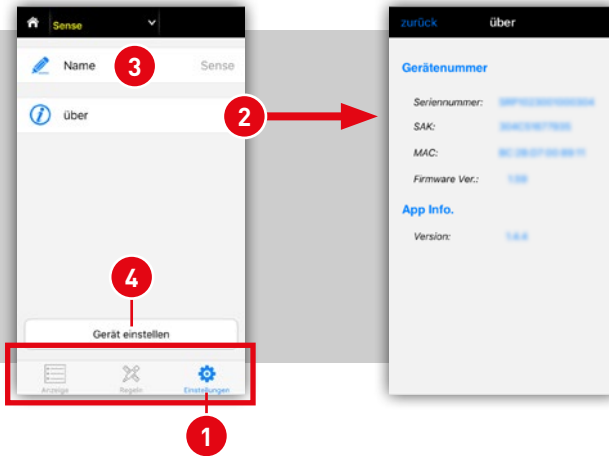 Sense
Name
3
Sense
über
2
4
Gerät einstellen
Anzeige
Regeln
Einstellungen
1
zurück
über
Gerätenummer
Seriennummer:
SAK:
MAC:
Firmware Ver.:
App Info.
Version: